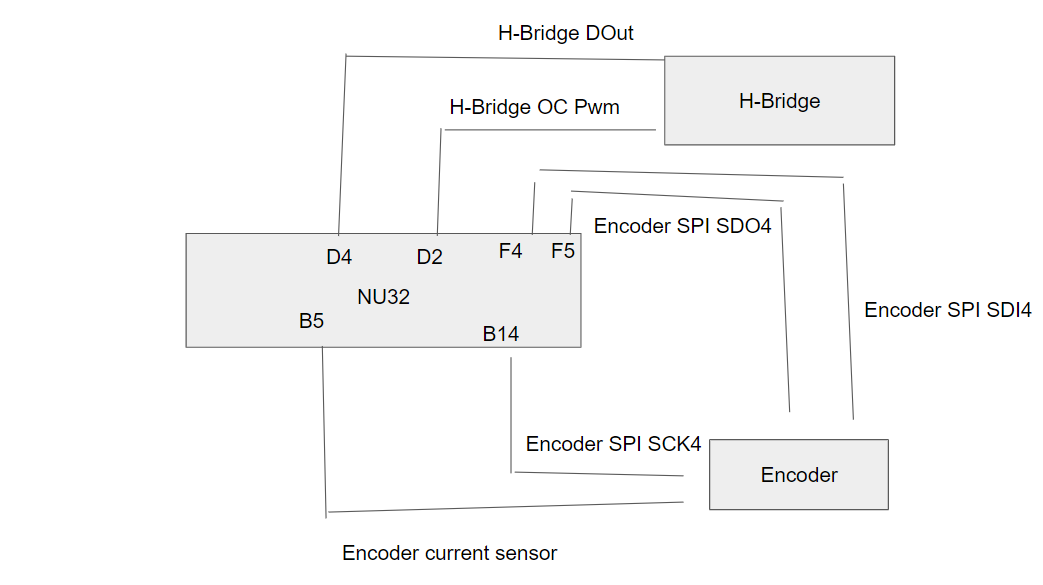 H-Bridge DOut
H-Bridge
H-Bridge OC Pwm
Encoder SPI SDO4
D4
D2
F4
F5
NU32
Encoder SPI SDI4
B5
B14
Encoder SPI SCK4
Encoder
Encoder current sensor